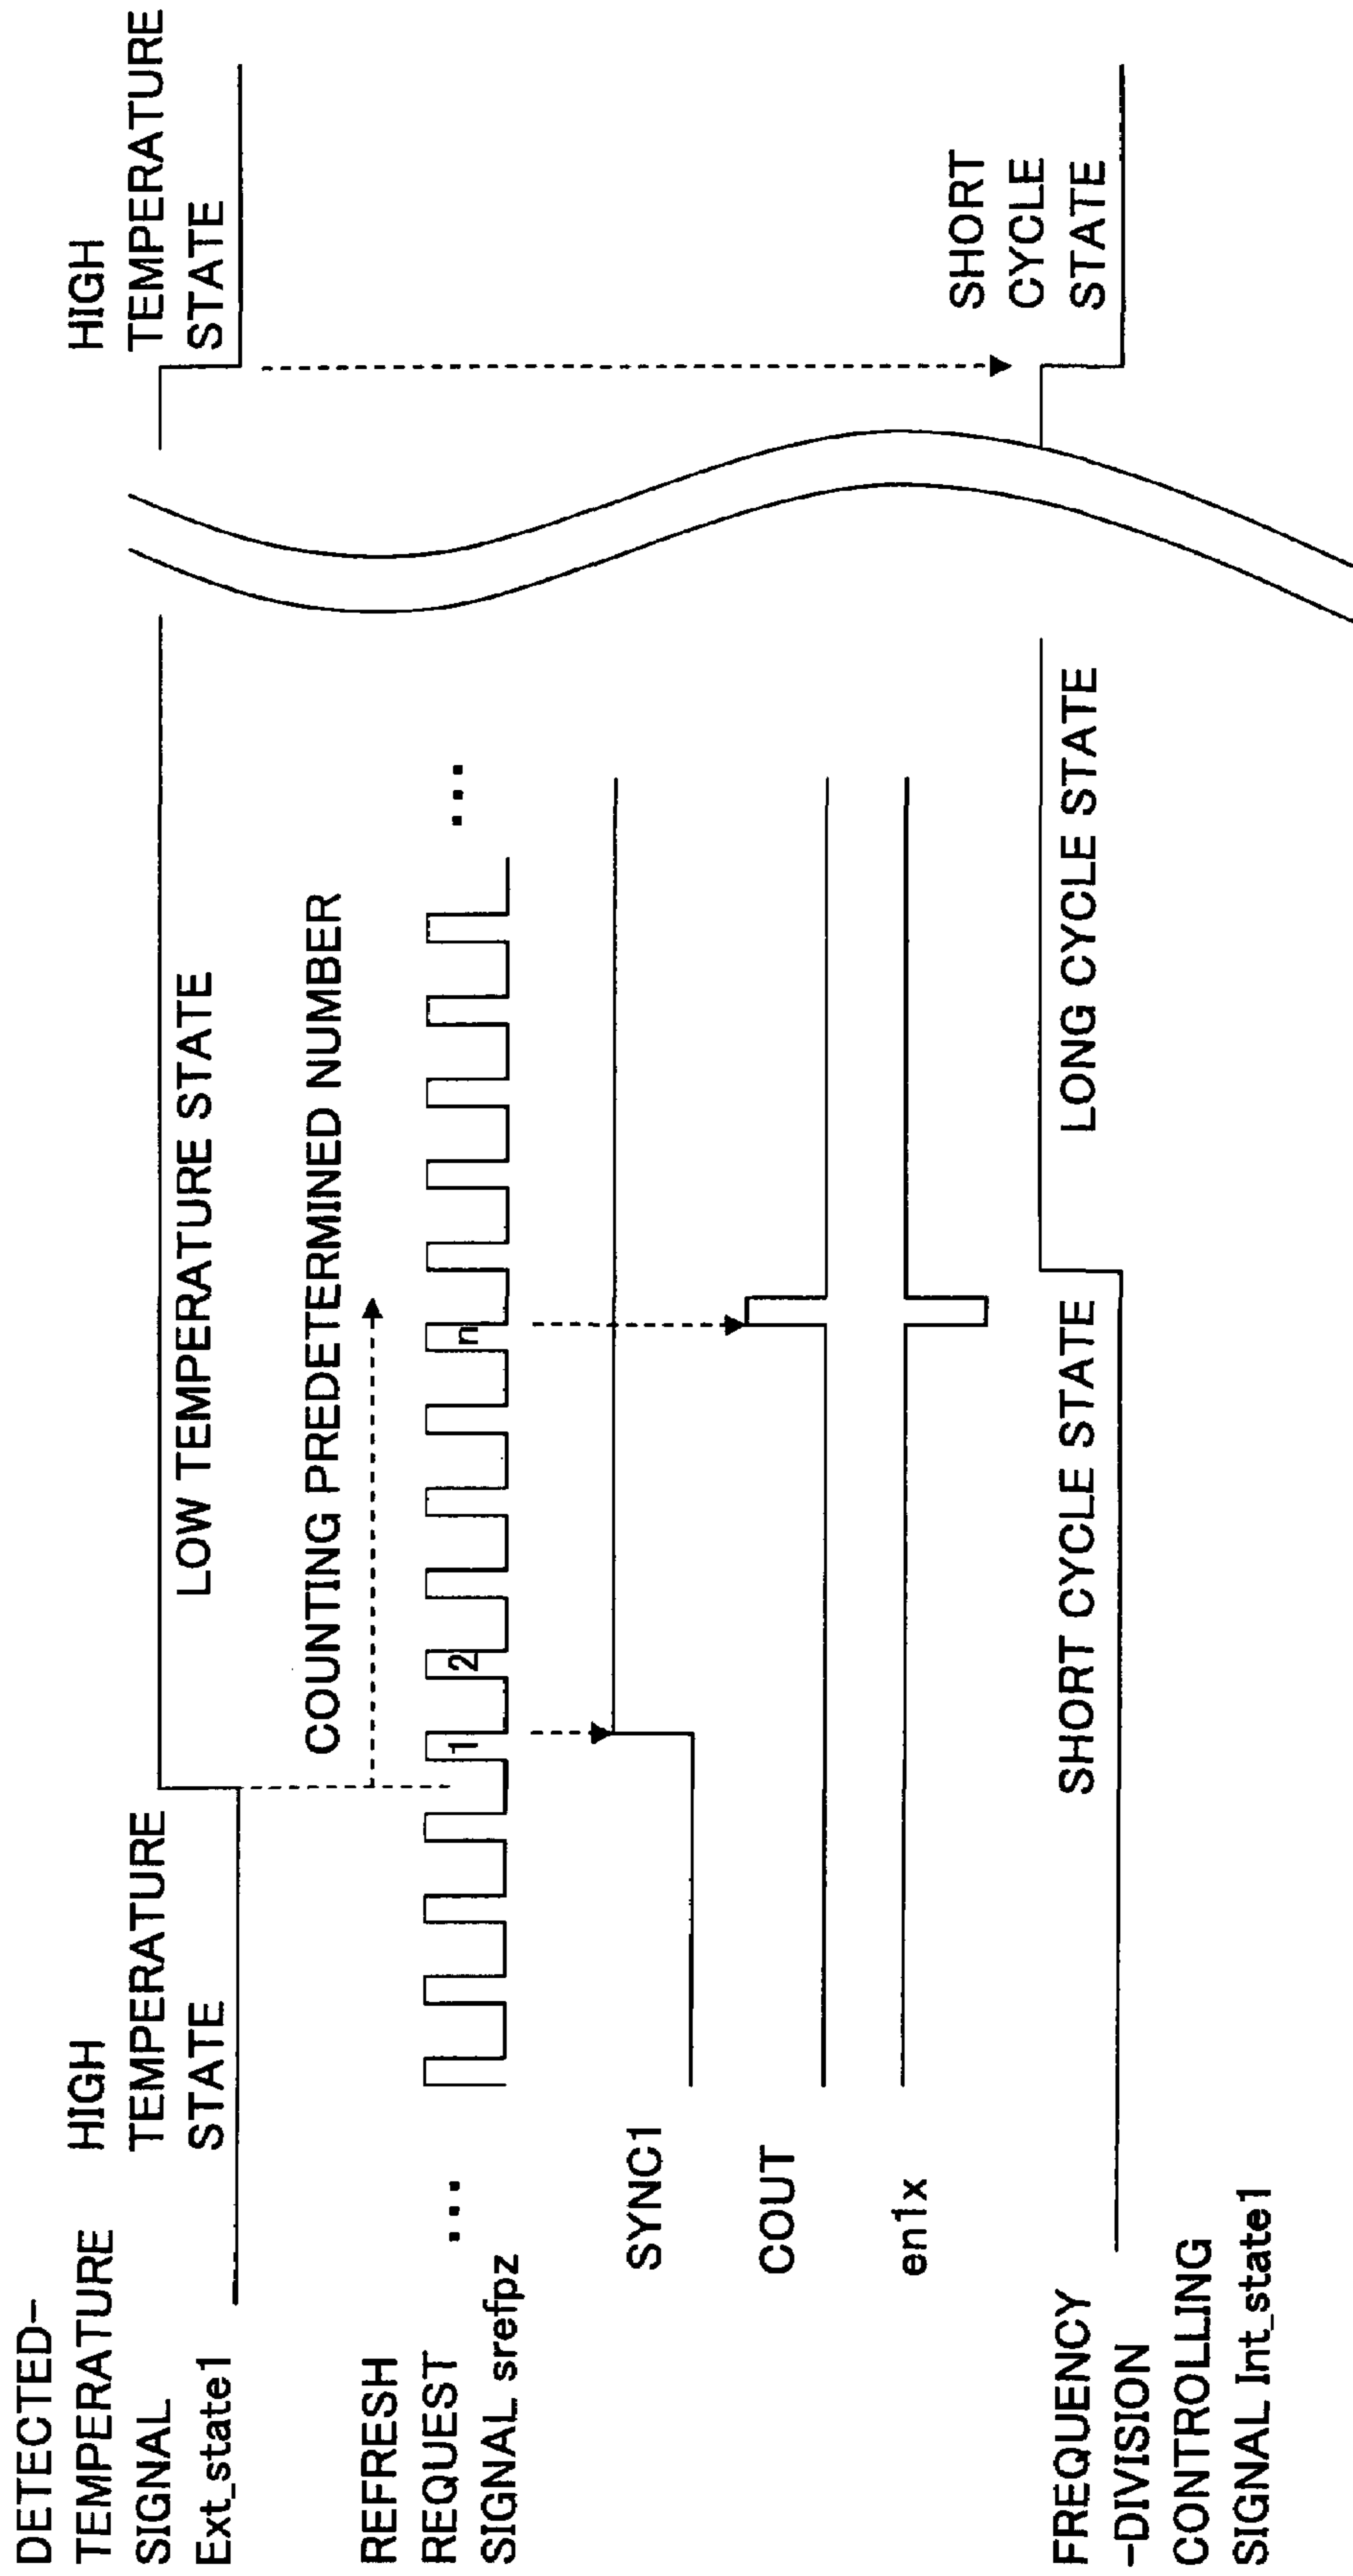 DETECTED-
TEMPERATURE
SIGNAL
Ext_state1
HIGH
TEMPERATURE
STATE
LOW TEMPERATURE STATE
HIGH
TEMPERATURE
STATE
COUNTING PREDETERMINED NUMBER
REFRESH
REQUEST
SIGNAL srefpz
...
1
2
n
...
SYNC1
COUT
en1x
FREQUENCY
-DIVISION
CONTROLLING
SIGNAL Int_state1
SHORT CYCLE STATE
LONG CYCLE STATE
SHORT
CYCLE
STATE